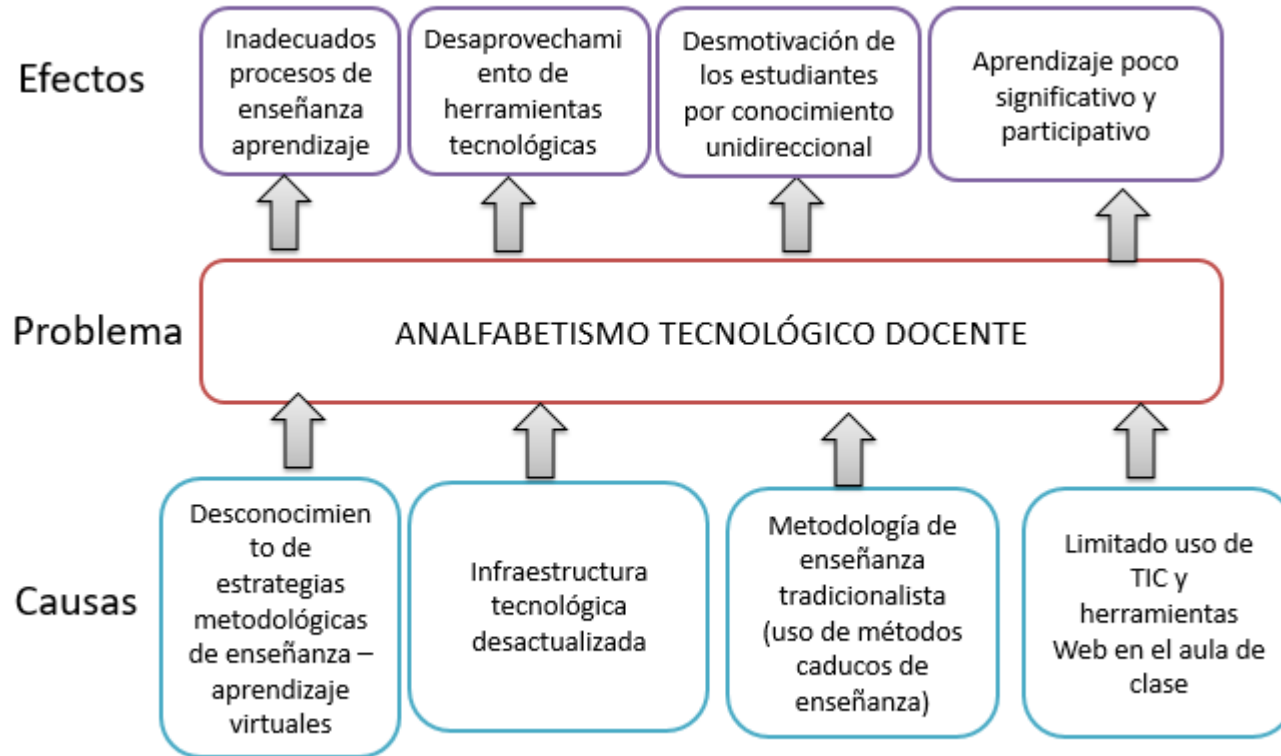 Efectos
Inadecuados
procesos de
enseñanza
aprendizaje
Desaprovechami
ento de
herramientas
tecnológicas
Desmotivación de
los estudiantes
por conocimiento
unidireccional
Aprendizaje poco
significativo y
participativo
Problema
ANALFABETISMO TECNOLÓGICO DOCENTE
Causas
Desconocimien
to de
estrategias
metodológicas
de enseñanza –
aprendizaje
virtuales
Infraestructura
tecnológica
desactualizada
Metodología de
enseñanza
tradicionalista
(uso de métodos
caducos de
enseñanza)
Limitado uso de
TIC y
herramientas
Web en el aula de
clase